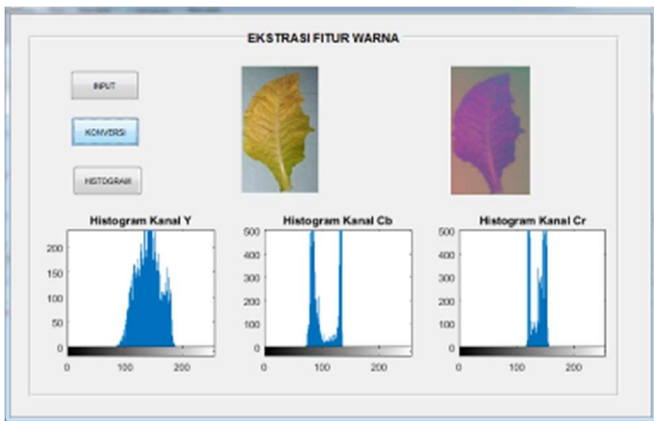 EKSTRASI FITUR WARNA
INPUT
KONVERSI
HISTOGRAM
Histogram Kanal Y
200
150
100
50
0
0 100 200
Histogram Kanal Cb
500
400
300
200
100
0
0 100 200
Histogram Kanal Cr
500
400
300
200
100
0
0 100 200